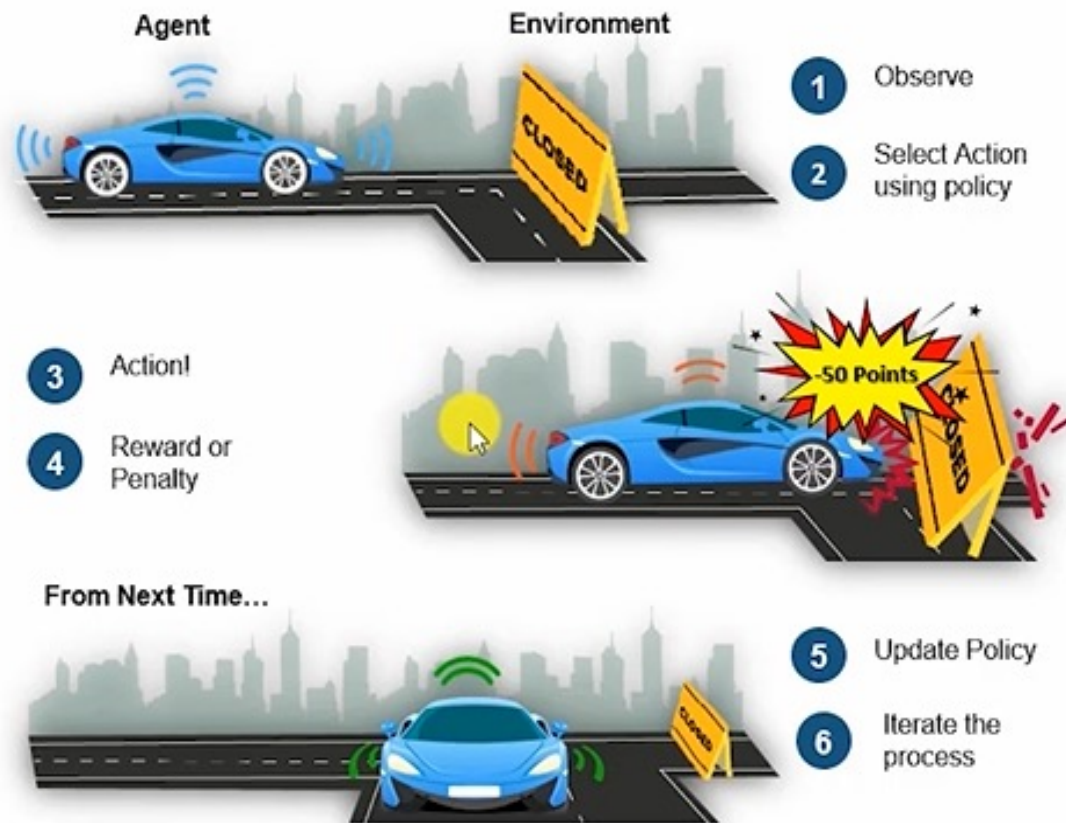 Agent
Environment
1
Observe
2
Select Action
using policy
CLOSED
3
Action!
4
Reward or
Penalty
-50 Points
CLOSED
From Next Time...
5
Update Policy
6
Iterate the
process
CLOSED